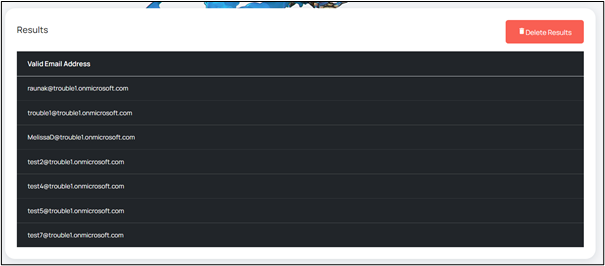 Results
Delete Results
Valid Email Address
raunak@trouble1.onmicrosoft.com
trouble1@trouble1.onmicrosoft.com
MelissaD@trouble1.onmicrosoft.com
test2@trouble1.onmicrosoft.com
test4@trouble1.onmicrosoft.com
test5@trouble1.onmicrosoft.com
test7@trouble1.onmicrosoft.com